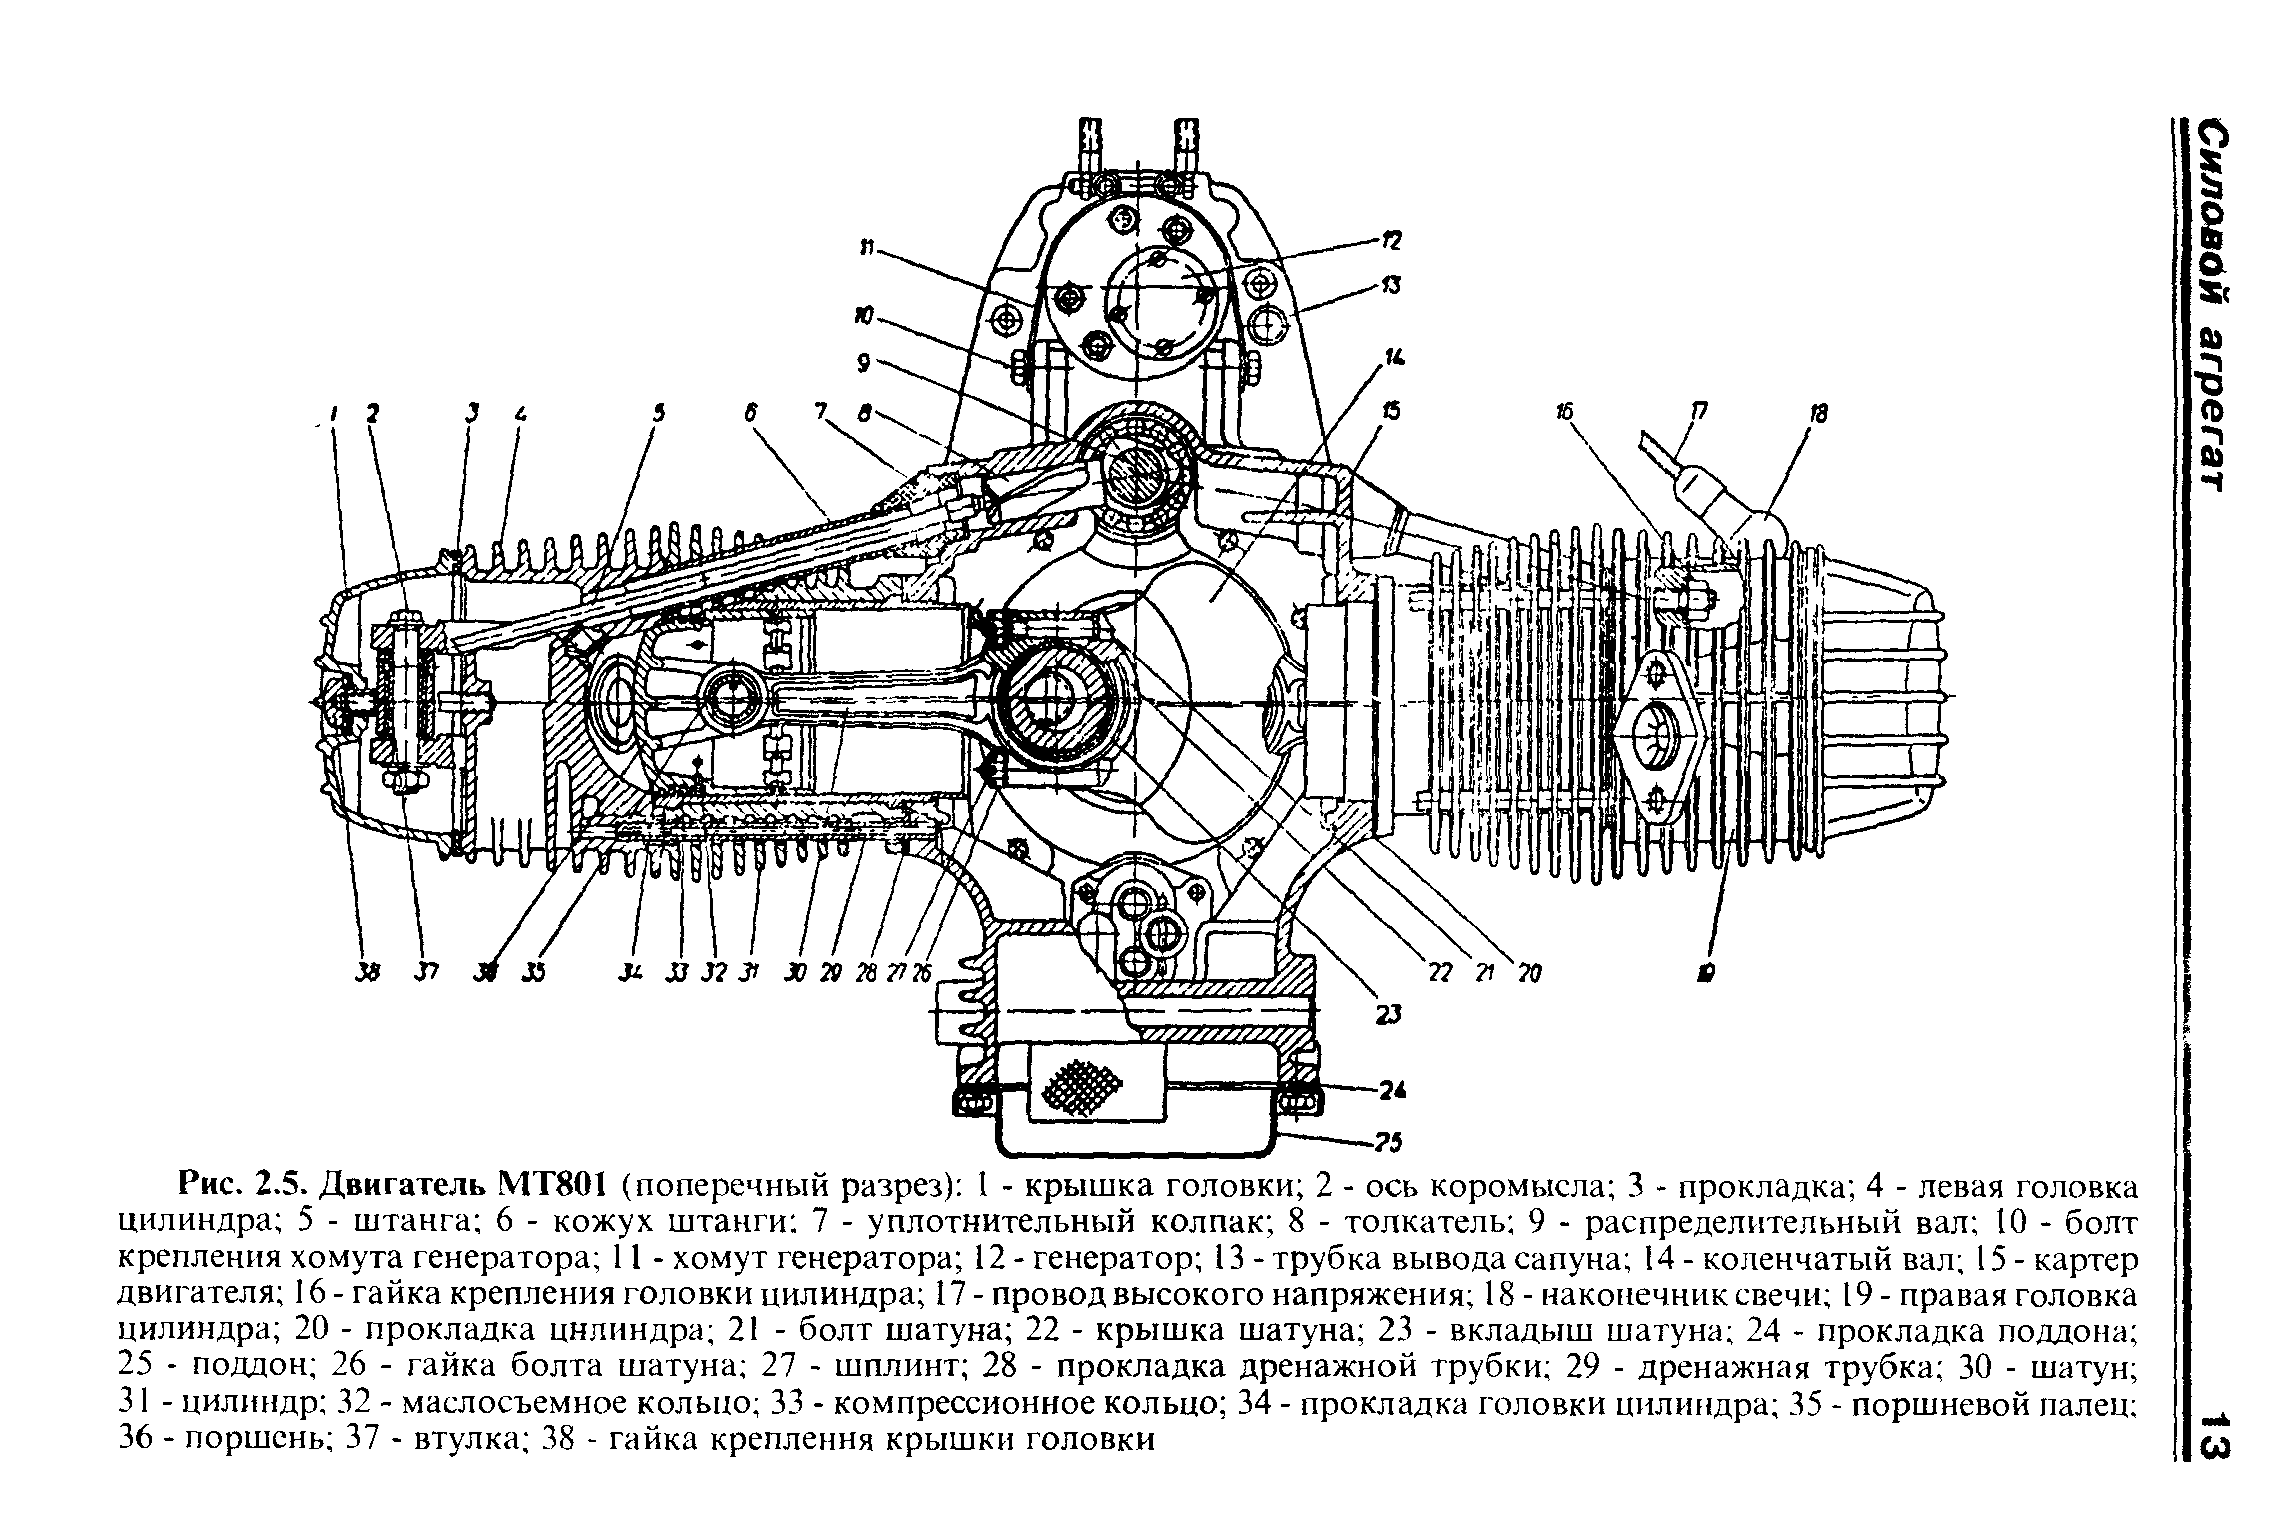 Силовой агрегат
11
12
10
13
9
14
1 2 3 4 5 6 7 8 15 16 17 18
38 37 36 35 34 33 32 31 30 29 28 27 26 22 21 20 19
23
24
25
Рис. 2.5. Двигатель МТ801 (поперечный разрез): 1 - крышка головки; 2 - ось коромысла; 3 - прокладка; 4 - левая головка
цилиндра; 5 - штанга; 6 - кожух штанги; 7 - уплотнительный колпак; 8 - толкатель; 9 - распределительный вал; 10 - болт
крепления хомута генератора; 11 - хомут генератора; 12 - генератор; 13 - трубка вывода сапуна; 14 - коленчатый вал; 15 - картер
двигателя; 16 - гайка крепления головки цилиндра; 17 - провод высокого напряжения; 18 - наконечник свечи; 19 - правая головка
цилиндра; 20 - прокладка цнлиндра; 21 - болт шатуна; 22 - крышка шатуна; 23 - вкладыш шатуна; 24 - прокладка поддона;
25 - поддон; 26 - гайка болта шатуна; 27 - шплинт; 28 - прокладка дренажной трубки; 29 - дренажная трубка; 30 - шатун;
31 - цилиндр; 32 - маслосъемное кольцо; 33 - компрессионное кольцо; 34 - прокладка головки цилиндра; 35 - поршневой палец;
36 - поршень; 37 - втулка; 38 - гайка креплення крышки головки
13